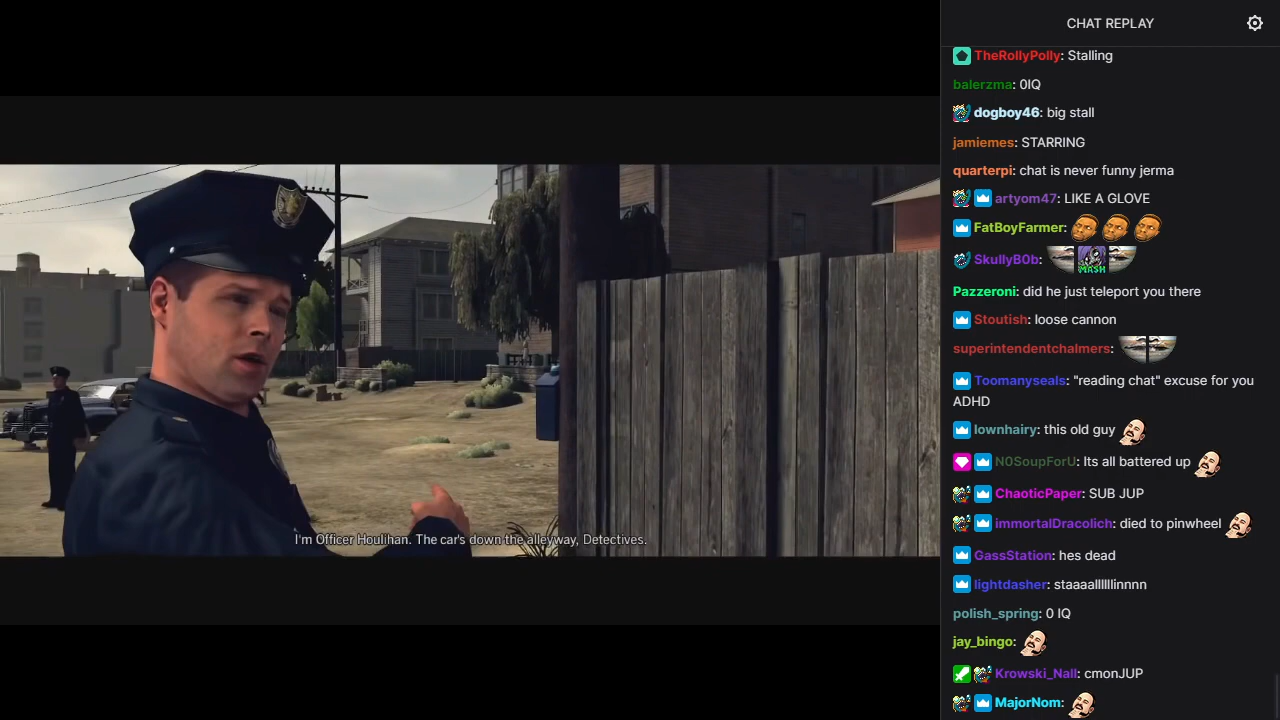 I'm Officer Houlihan. The car's down the alleyway, Detectives.
CHAT REPLAY
TheRollyPolly: Stalling
balerzma: 0IQ
dogboy46: big stall
jamiemes: STARRING
quarterpi: chat is never funny jerma
artyom47: LIKE A GLOVE
FatBoyFarmer:
SkullyB0b: MASH
Pazzeroni: did he just teleport you there
Stoutish: loose cannon
superintendentchalmers:
Toomanyseals: "reading chat" excuse for you
ADHD
lownhairy: this old guy
N0SoupForU: Its all battered up
ChaoticPaper: SUB JUP
immortalDracolich: died to pinwheel
GassStation: hes dead
lightdasher: staaaallllllinnnn
polish_spring: 0 IQ
jay_bingo:
Krowski_Nall: cmonJUP
MajorNom: